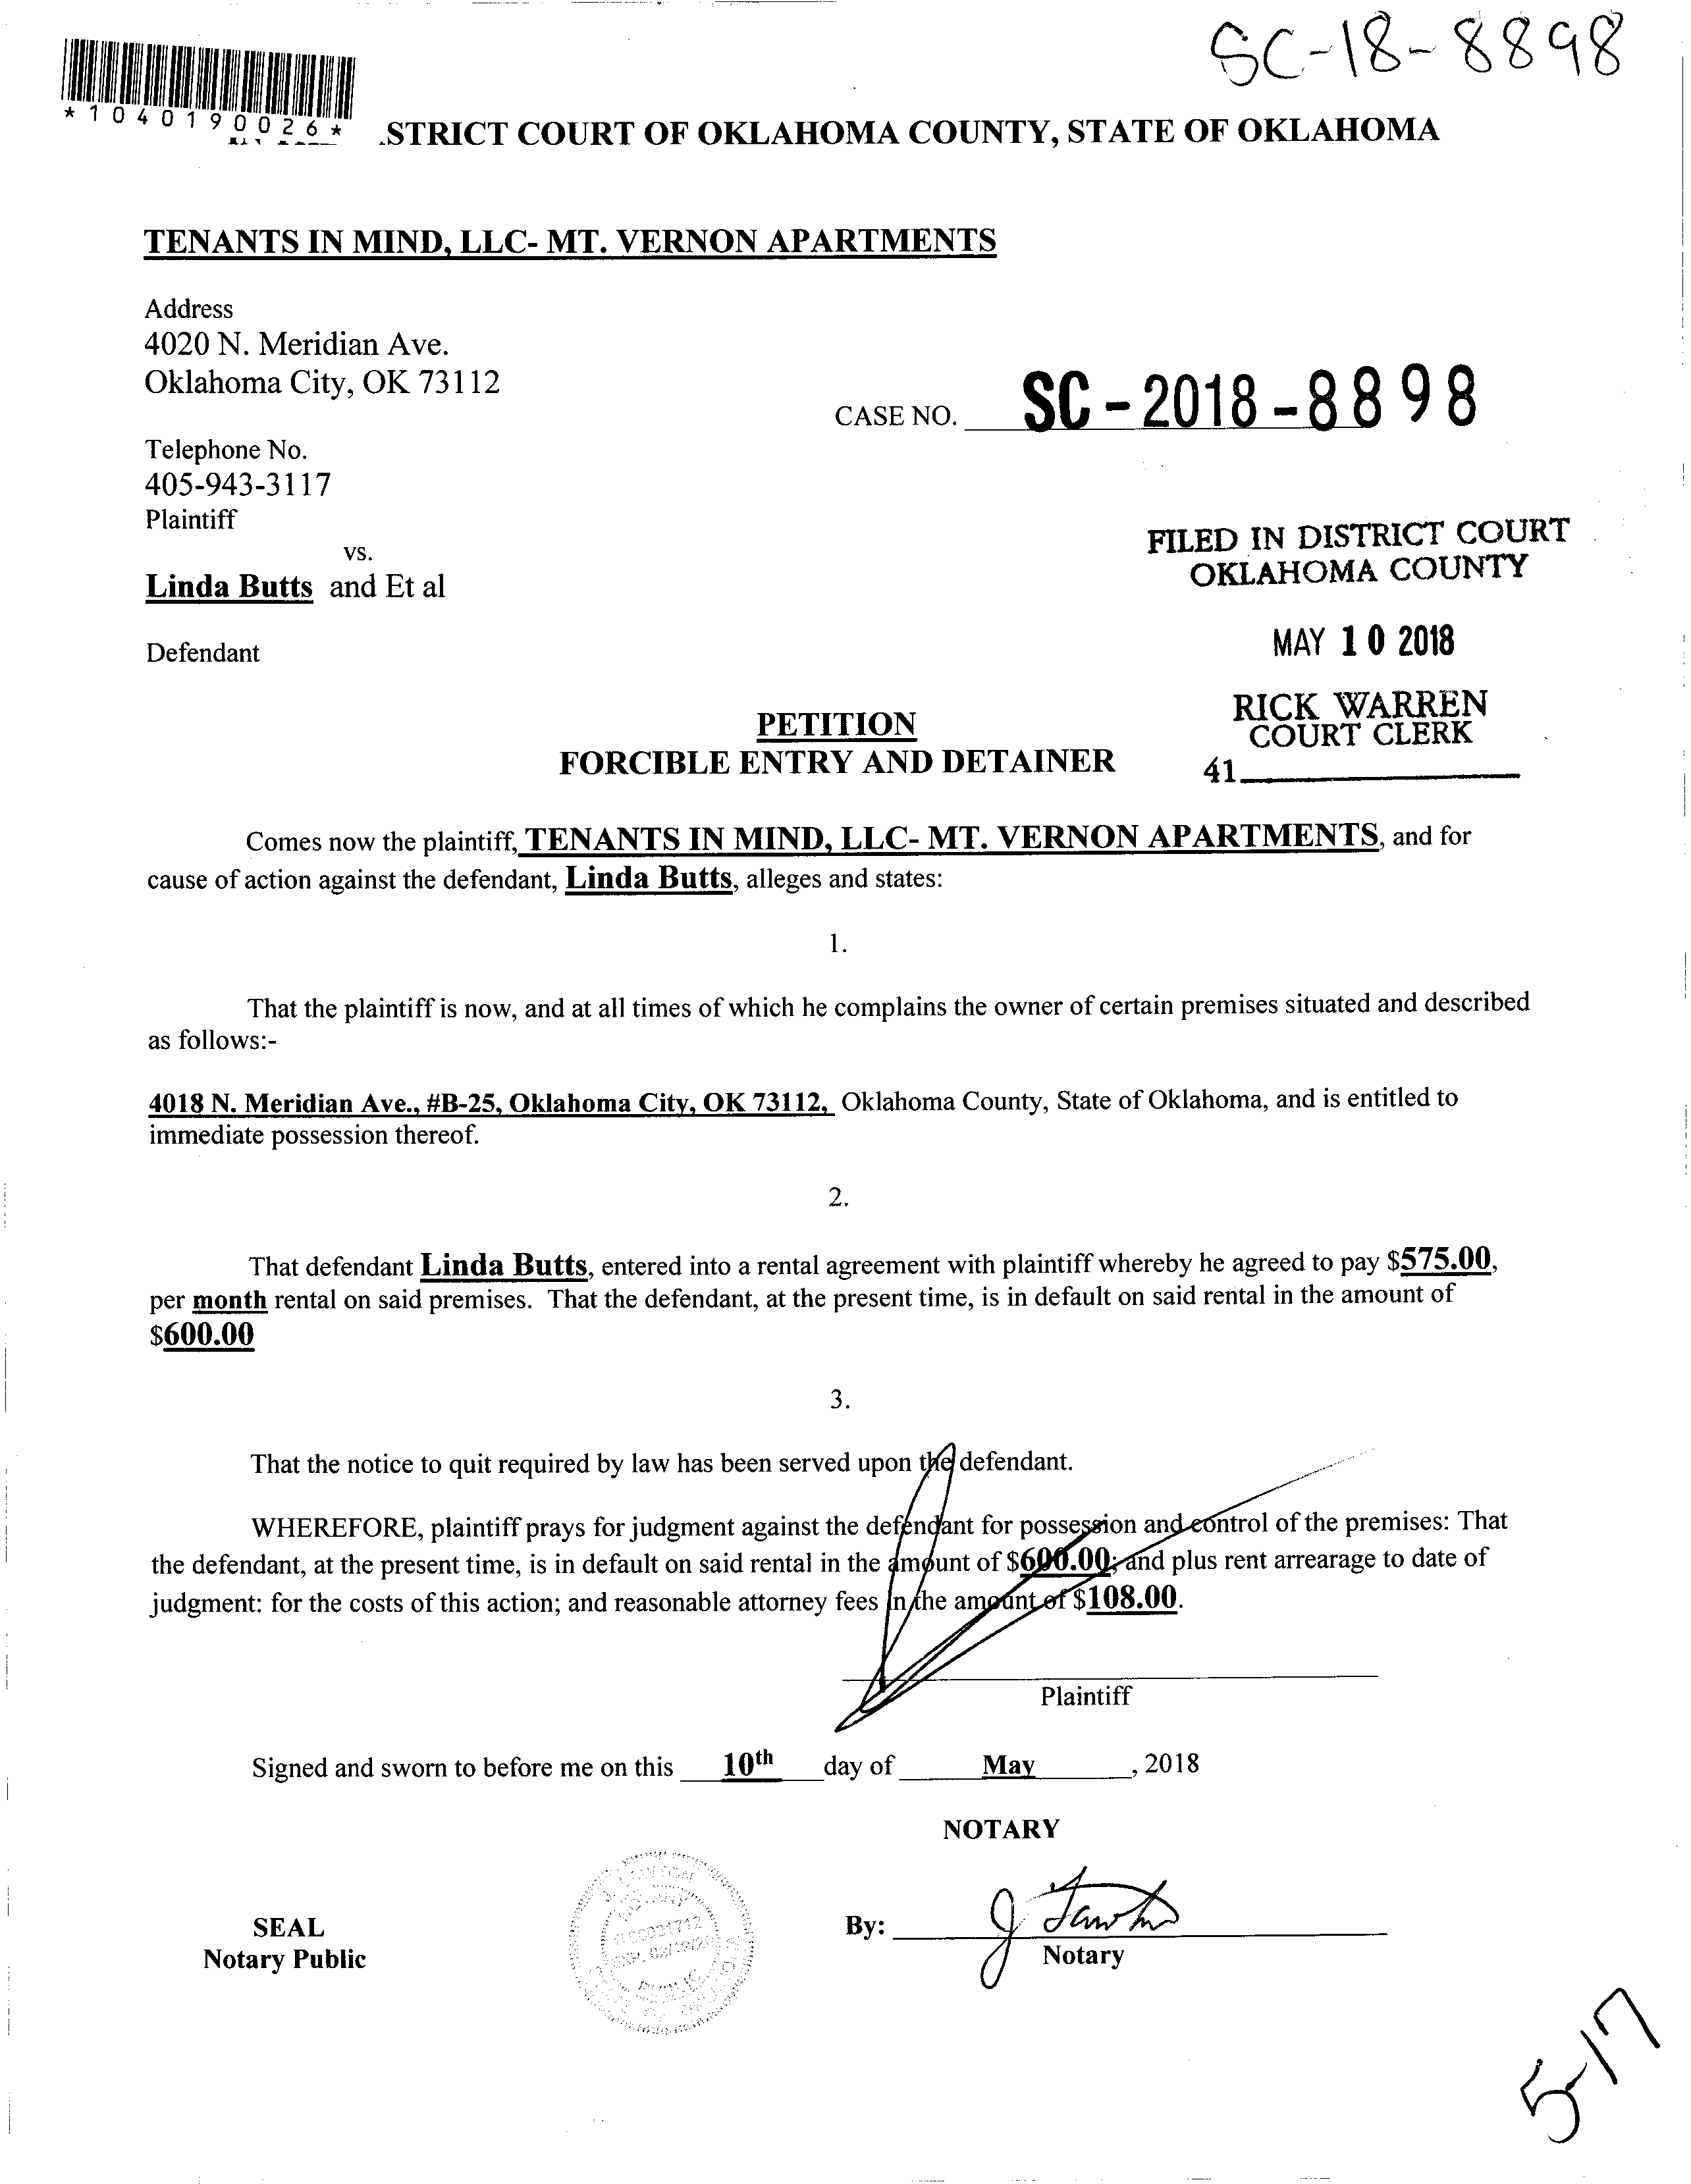 SC-18-8898
*1040190026*
.STRICT COURT OF OKLAHOMA COUNTY, STATE OF OKLAHOMA
TENANTS IN MIND, LLC- MT. VERNON APARTMENTS
Address
4020 N. Meridian Ave.
Oklahoma City, OK 73112
CASE NO. SC-2018-8898
Telephone No.
405-943-3117
Plaintiff
vs.
Linda Butts and Et al
Defendant
FILED IN DISTRICT COURT
OKLAHOMA COUNTY
MAY 10 2018
RICK WARREN
COURT CLERK
41
PETITION
FORCIBLE ENTRY AND DETAINER
Comes now the plaintiff, TENANTS IN MIND, LLC- MT. VERNON APARTMENTS, and for
cause of action against the defendant, Linda Butts, alleges and states:
1.
That the plaintiff is now, and at all times of which he complains the owner of certain premises situated and described
as follows:-
4018 N. Meridian Ave., #B-25, Oklahoma City, OK 73112, Oklahoma County, State of Oklahoma, and is entitled to
immediate possession thereof.
2.
That defendant Linda Butts, entered into a rental agreement with plaintiff whereby he agreed to pay $575.00,
per month rental on said premises. That the defendant, at the present time, is in default on said rental in the amount of
$600.00
3.
That the notice to quit required by law has been served upon the defendant.
WHEREFORE, plaintiff prays for judgment against the defendant for possession and control of the premises: That
the defendant, at the present time, is in default on said rental in the amount of $600.00; and plus rent arrearage to date of
judgment: for the costs of this action; and reasonable attorney fees in the amount of $108.00.
Plaintiff
Signed and sworn to before me on this 10th day of May, 2018
NOTARY
SEAL
Notary Public
By:
Notary
5-17